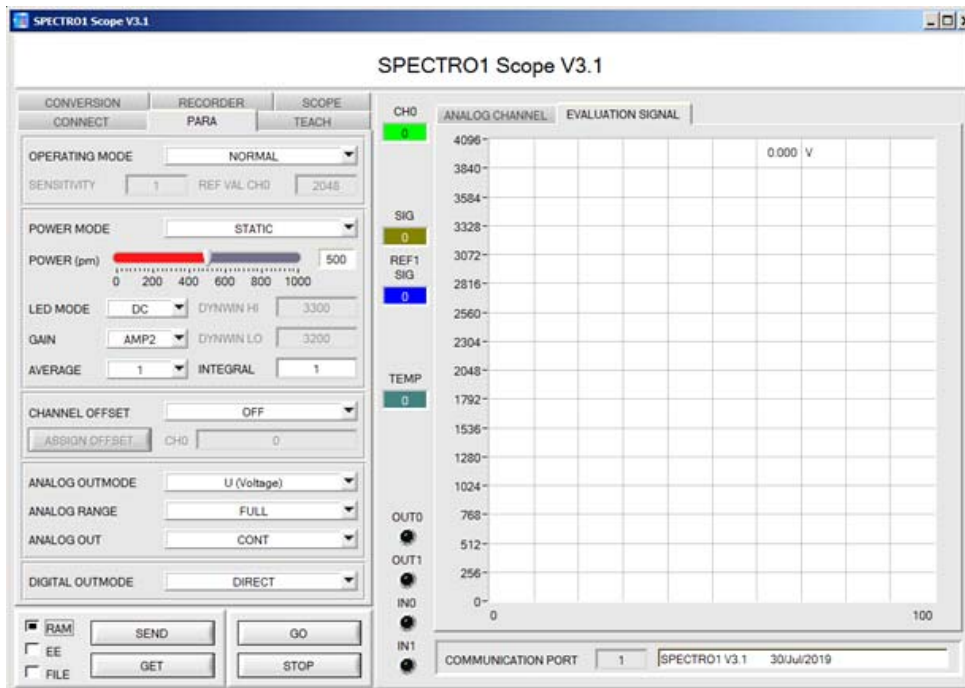 SPECTRO1 Scope V3.1
SPECTRO1 Scope V3.1
CONVERSION RECORDER SCOPE
CONNECT PARA TEACH
OPERATING MODE NORMAL
SENSITIVITY 1 REF VAL CH0 2048
POWER MODE STATIC
POWER (pm) 500
0 200 400 600 800 1000
LED MODE DC DYNWIN HI 3300
GAIN AMP2 DYNWIN LO 3200
AVERAGE 1 INTEGRAL 1
CHANNEL OFFSET OFF
ASSIGN OFFSET CH0 0
ANALOG OUTMODE U (Voltage)
ANALOG RANGE FULL
ANALOG OUT CONT
DIGITAL OUTMODE DIRECT
RAM
EE
FILE
SEND GO
GET STOP
CH0
0
SIG
0
REF1
SIG
0
TEMP
0
OUT0
OUT1
IN0
IN1
ANALOG CHANNEL EVALUATION SIGNAL
0.000 V
4096
3840
3584
3328
3072
2816
2560
2304
2048
1792
1536
1280
1024
768
512
256
0
0 100
COMMUNICATION PORT 1 SPECTRO1 V3.1 30/Jul/2019